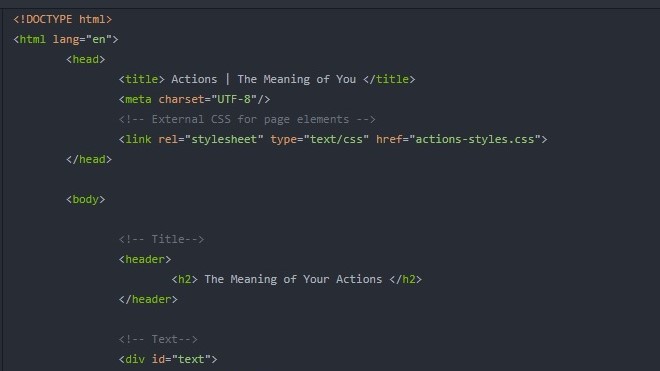 <!DOCTYPE html>
<html lang="en">
<head>
<title> Actions | The Meaning of You </title>
<meta charset="UTF-8"/>
<!-- External CSS for page elements -->
<link rel="stylesheet" type="text/css" href="actions-styles.css">
</head>
<body>
<!-- Title-->
<header>
<h2> The Meaning of Your Actions </h2>
</header>
<!-- Text-->
<div id="text">